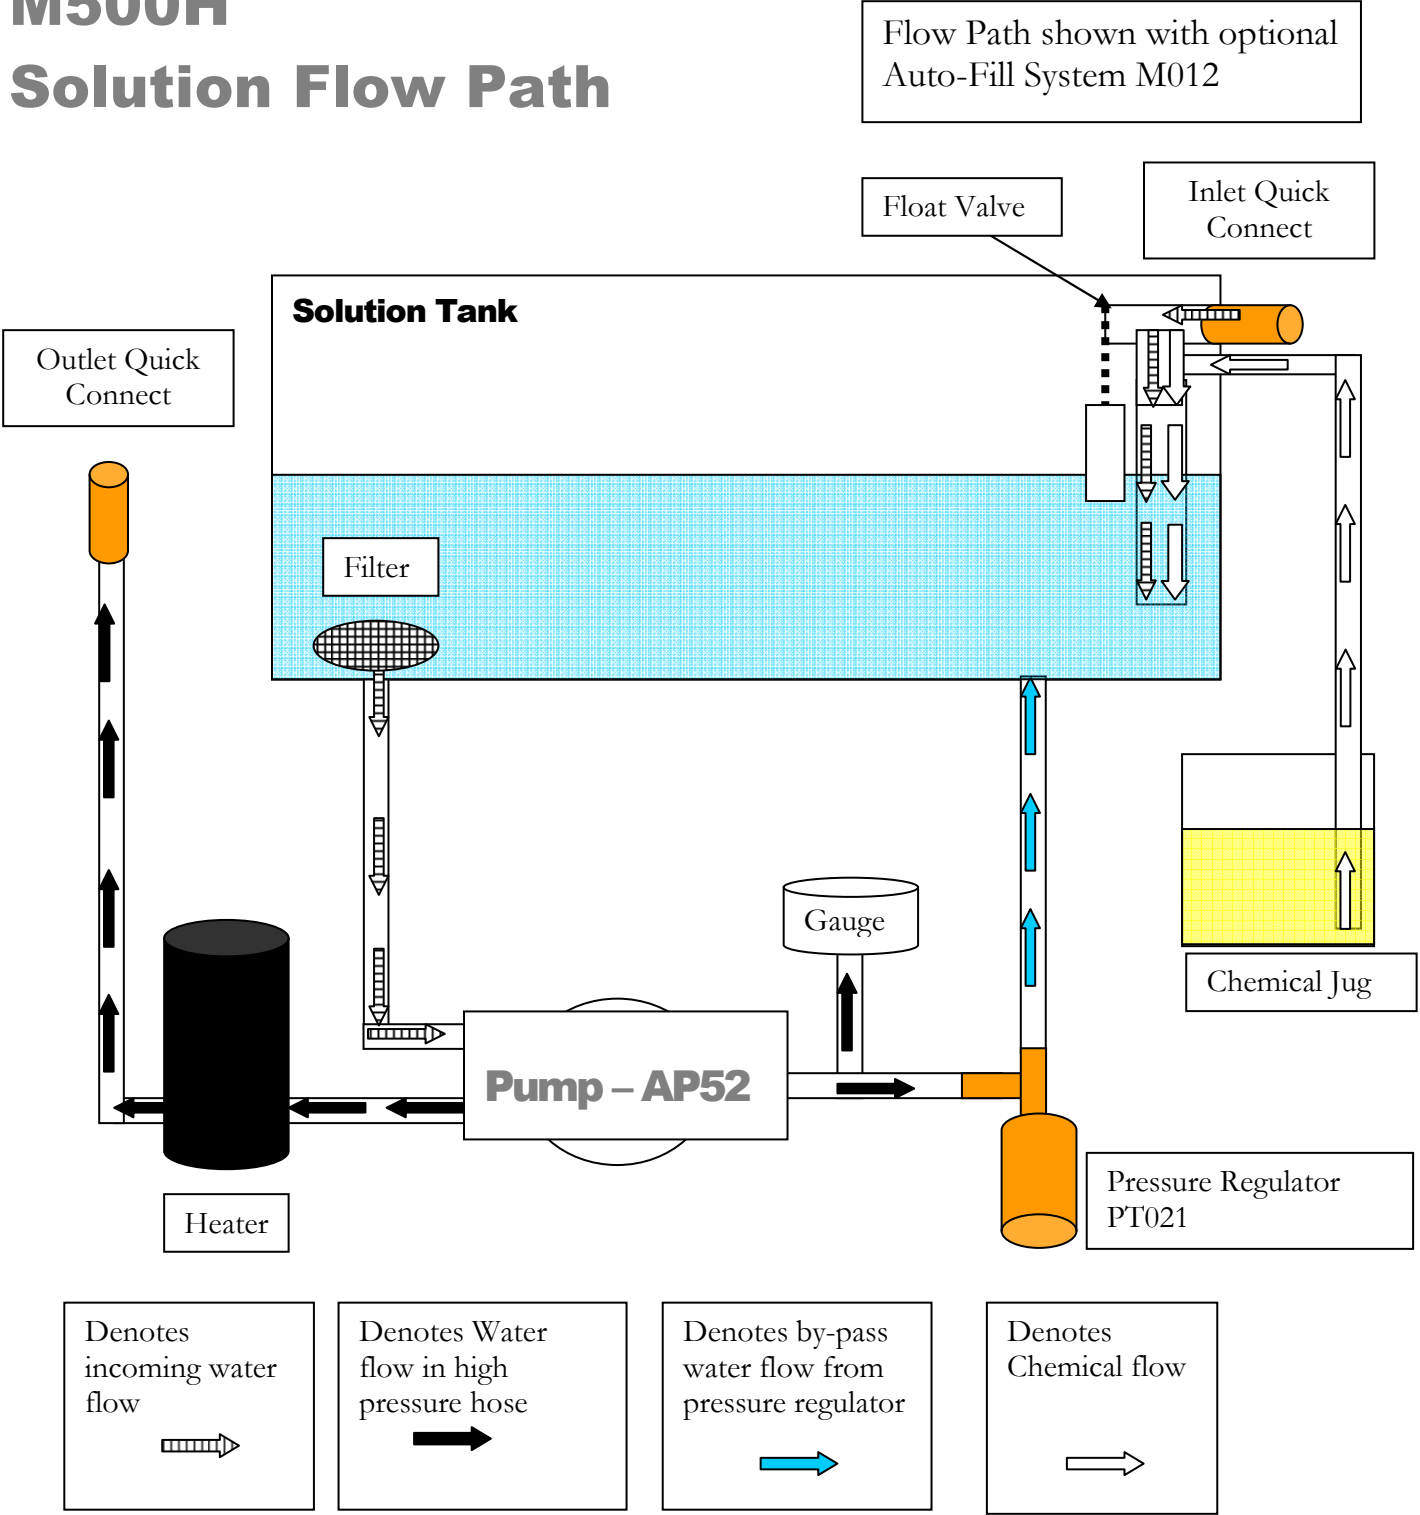 M500H
Solution Flow Path
Flow Path shown with optional
Auto-Fill System M012
Float Valve
Inlet Quick
Connect
Solution Tank
Outlet Quick
Connect
Filter
Gauge
Chemical Jug
Pump – AP52
Pressure Regulator
PT021
Heater
Denotes
incoming water
flow
Denotes Water
flow in high
pressure hose
Denotes by-pass
water flow from
pressure regulator
Denotes
Chemical flow